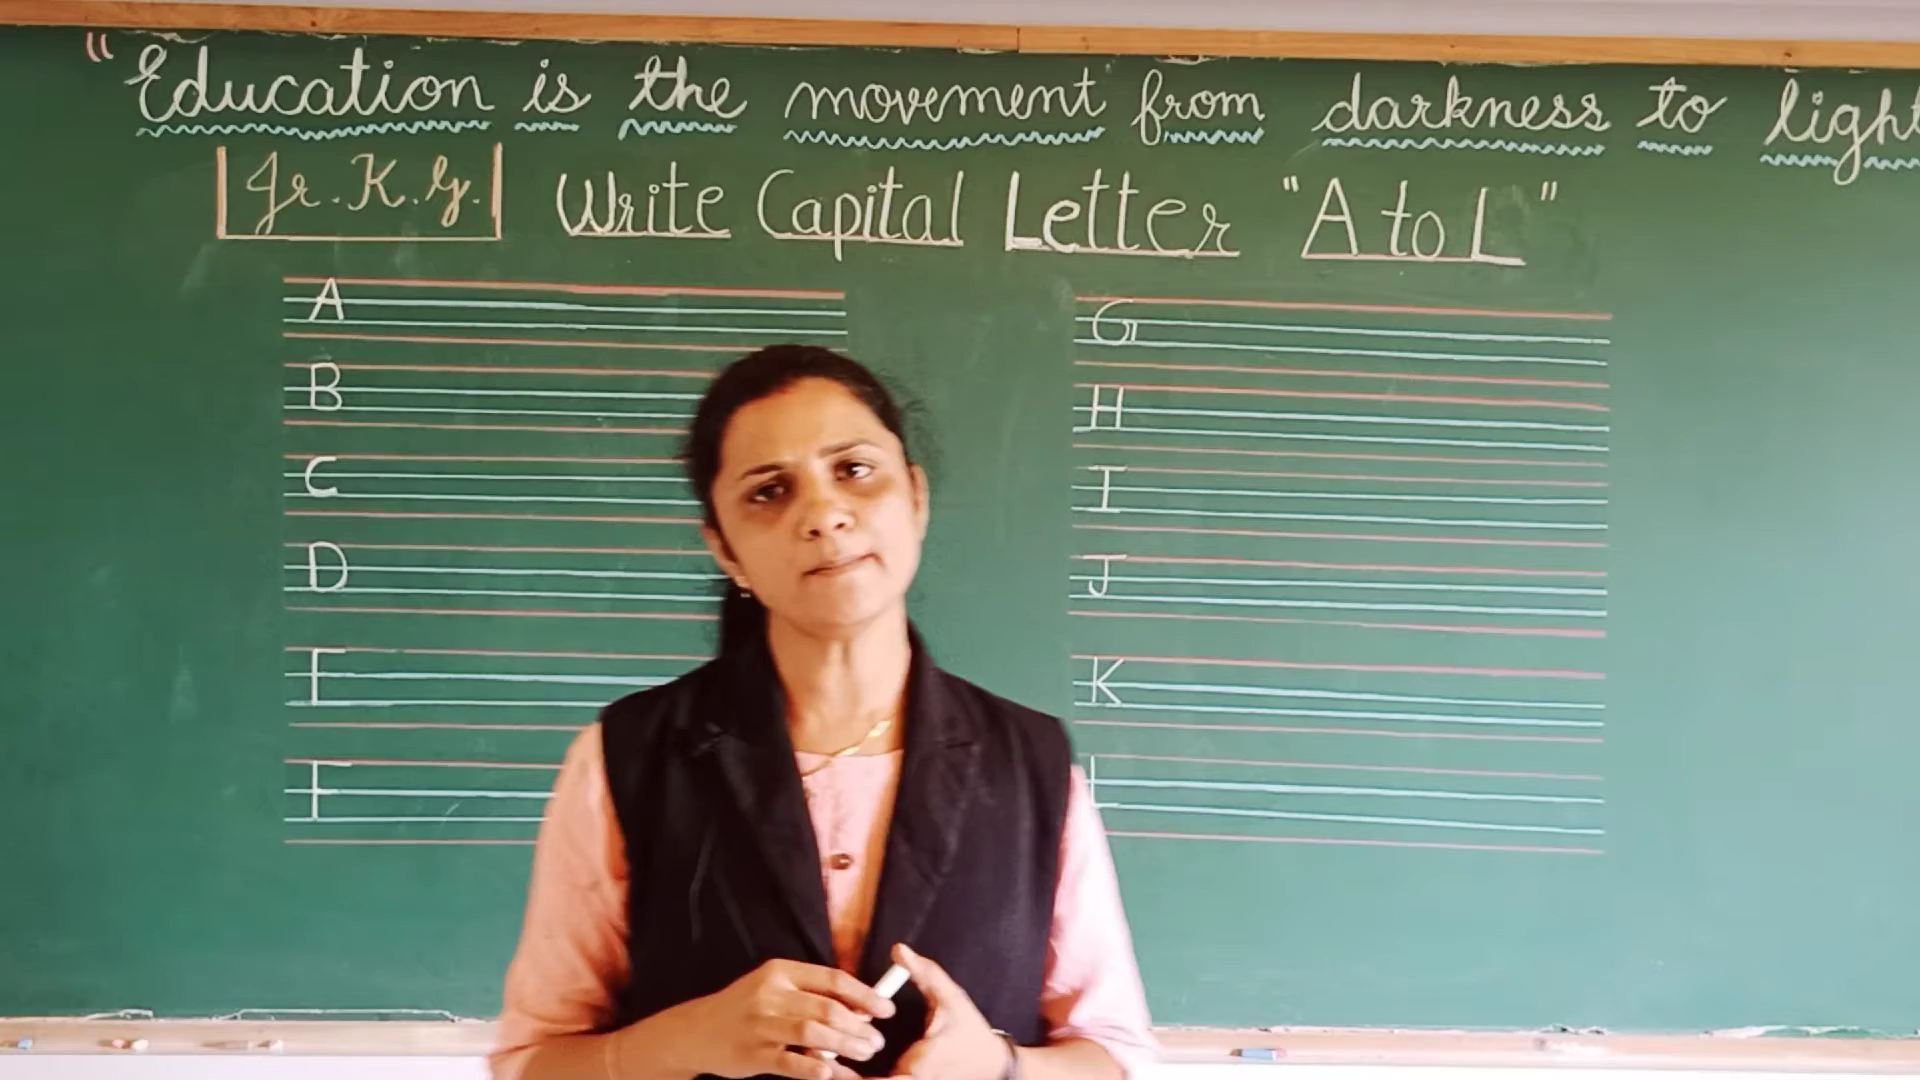 "Education is the movement from darkness to light
Jr. K. G. Write Capital Letter "A to L"
A
B
C
D
E
F
G
H
I
J
K
L